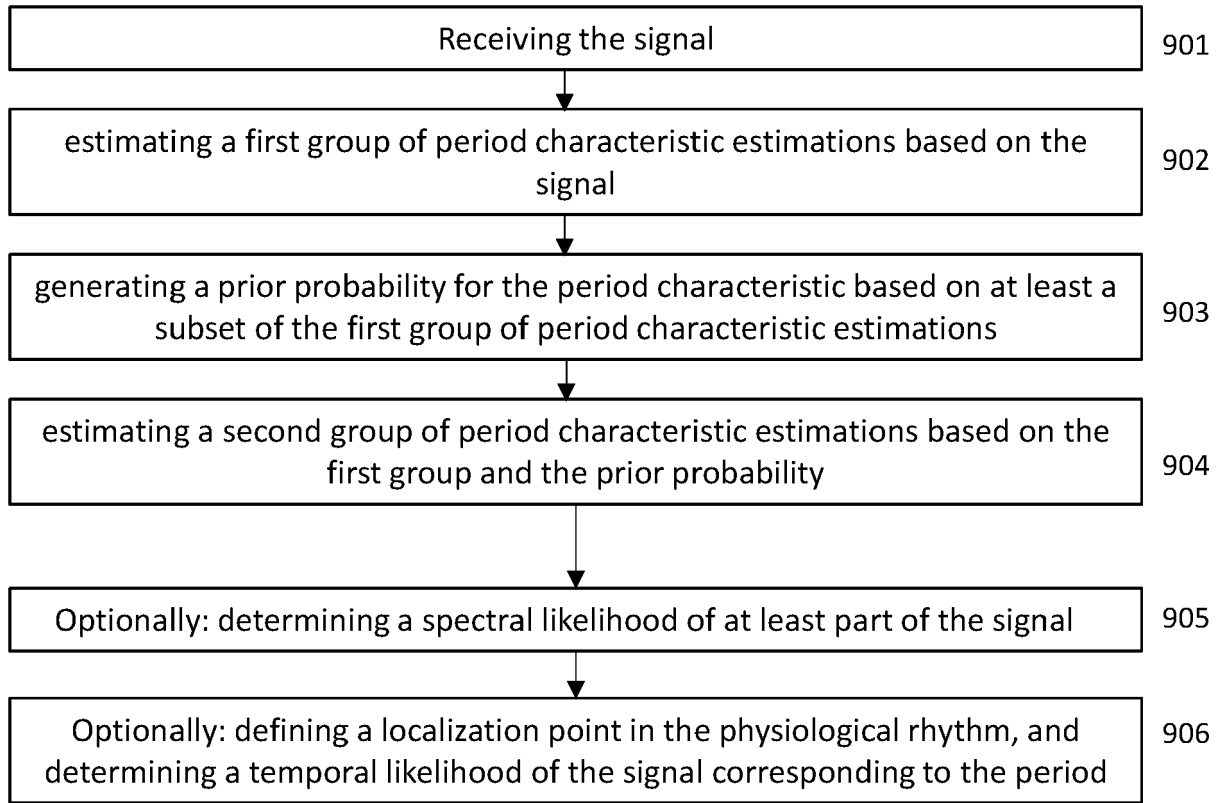 Receiving the signal
901
estimating a first group of period characteristic estimations based on the
signal
902
generating a prior probability for the period characteristic based on at least a
subset of the first group of period characteristic estimations
903
estimating a second group of period characteristic estimations based on the
first group and the prior probability
904
Optionally: determining a spectral likelihood of at least part of the signal
905
Optionally: defining a localization point in the physiological rhythm, and
determining a temporal likelihood of the signal corresponding to the period
906